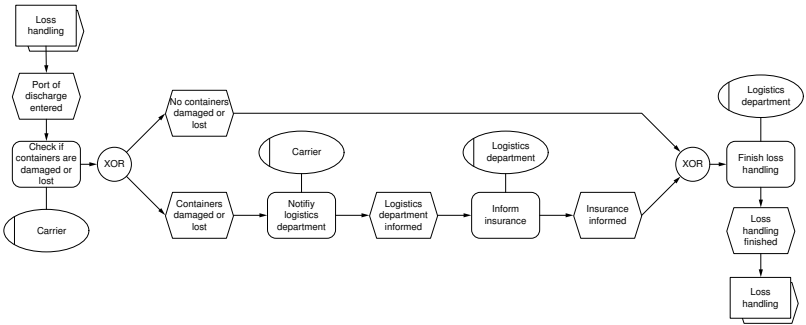 Loss
handling
Port of
discharge
entered
Check if
containers are
damaged or
lost
Carrier
XOR
No containers
damaged or
lost
Containers
damaged or
lost
Carrier
Notifiy
logistics
department
Logistics
department
informed
Logistics
department
Inform
insurance
Insurance
informed
XOR
Logistics
department
Finish loss
handling
Loss
handling
finished
Loss
handling